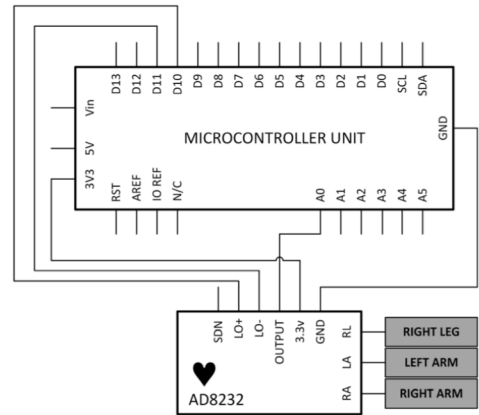 D13 D12 D11 D10 D9 D8 D7 D6 D5 D4 D3 D2 D1 D0 SCL SDA
Vin
5V
3V3
MICROCONTROLLER UNIT
GND
RST AREF IO REF N/C A0 A1 A2 A3 A4 A5
SDN LO+ LO- OUTPUT 3.3v GND
RL RIGHT LEG
LA LEFT ARM
RA RIGHT ARM
AD8232